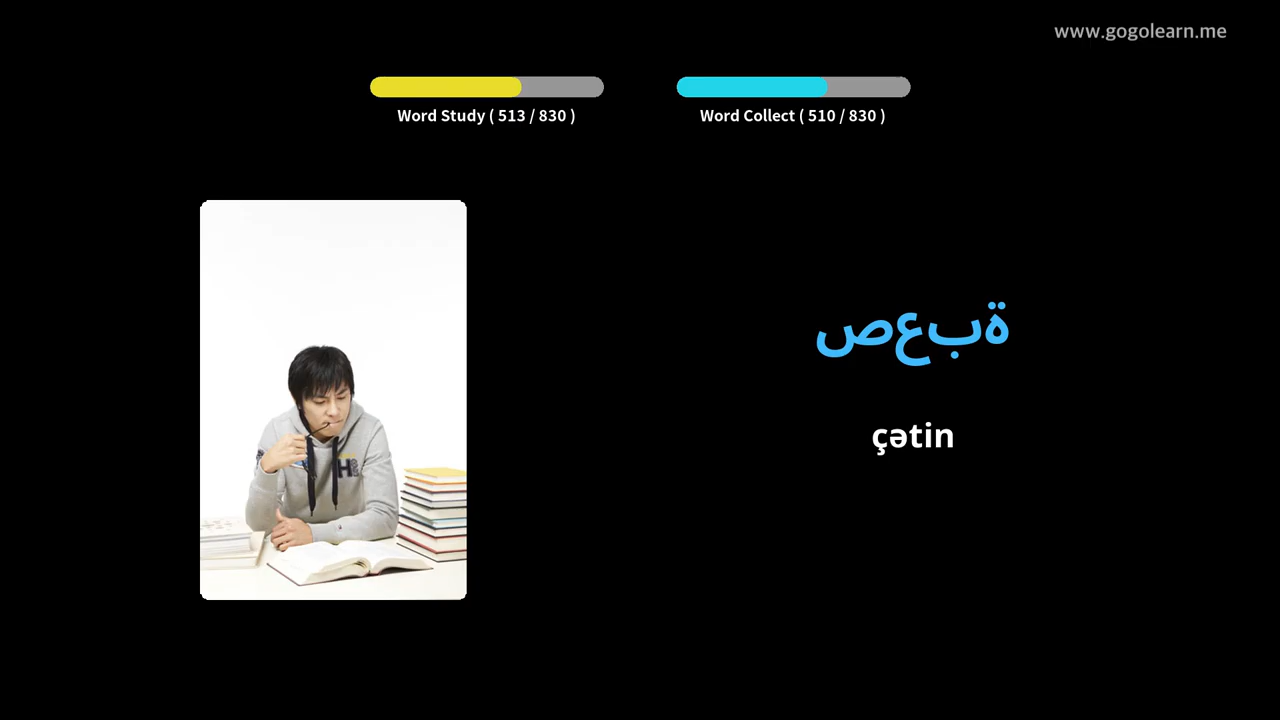 www.gogolearn.me
Word Study ( 513 / 830 )
Word Collect ( 510 / 830 )
صعبة
çətin
H